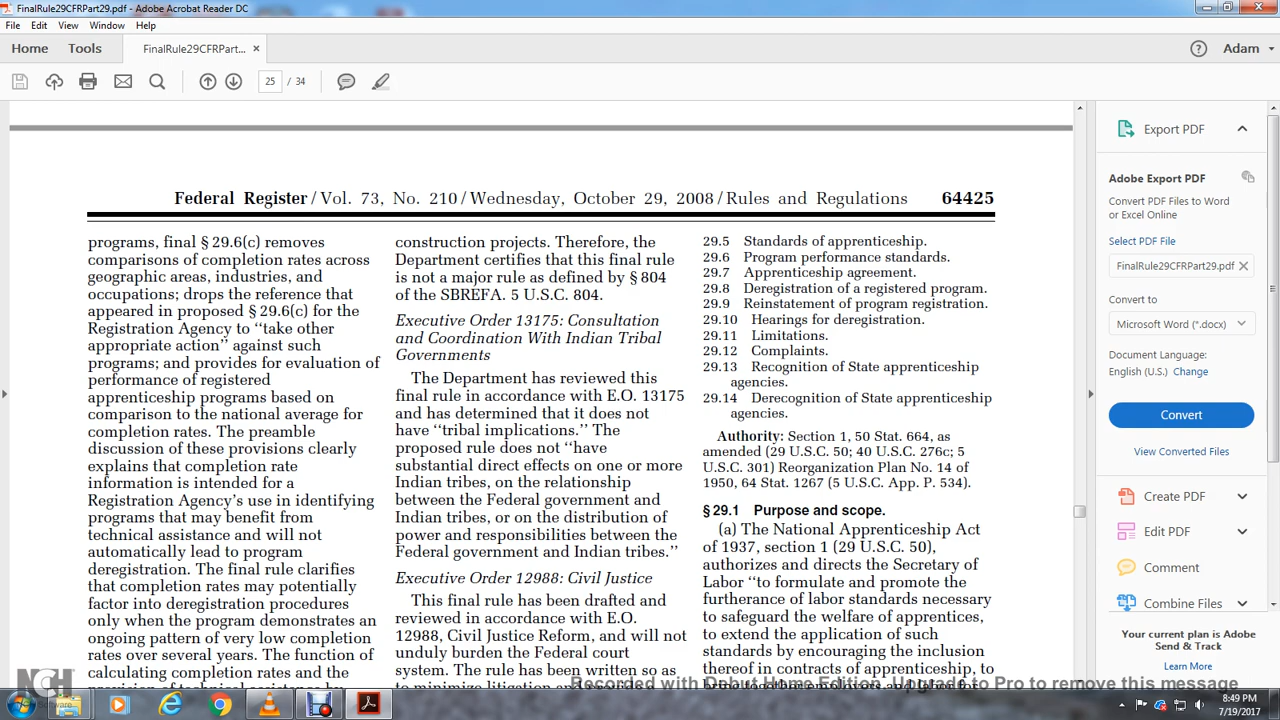 FinalRule29CFRPart29.pdf - Adobe Acrobat Reader DC
File Edit View Window Help
Home Tools FinalRule29CFRPart... × Adam
25 / 34
Federal Register / Vol. 73, No. 210 / Wednesday, October 29, 2008 / Rules and Regulations 64425
programs, final § 29.6(c) removes
comparisons of completion rates across
geographic areas, industries, and
occupations; drops the reference that
appeared in proposed § 29.6(c) for the
Registration Agency to ‘‘take other
appropriate action’’ against such
programs; and provides for evaluation of
performance of registered
apprenticeship programs based on
comparison to the national average for
completion rates. The preamble
discussion of these provisions clearly
explains that completion rate
information is intended for a
Registration Agency’s use in identifying
programs that may benefit from
technical assistance and will not
automatically lead to program
deregistration. The final rule clarifies
that completion rates may potentially
factor into deregistration procedures
only when the program demonstrates an
ongoing pattern of very low completion
rates over several years. The function of
calculating completion rates and the
construction projects. Therefore, the
Department certifies that this final rule
is not a major rule as defined by § 804
of the SBREFA. 5 U.S.C. 804.
Executive Order 13175: Consultation
and Coordination With Indian Tribal
Governments
The Department has reviewed this
final rule in accordance with E.O. 13175
and has determined that it does not
have ‘‘tribal implications.’’ The
proposed rule does not ‘‘have
substantial direct effects on one or more
Indian tribes, on the relationship
between the Federal government and
Indian tribes, or on the distribution of
power and responsibilities between the
Federal government and Indian tribes.’’
Executive Order 12988: Civil Justice
This final rule has been drafted and
reviewed in accordance with E.O.
12988, Civil Justice Reform, and will not
unduly burden the Federal court
system. The rule has been written so as
29.5 Standards of apprenticeship.
29.6 Program performance standards.
29.7 Apprenticeship agreement.
29.8 Deregistration of a registered program.
29.9 Reinstatement of program registration.
29.10 Hearings for deregistration.
29.11 Limitations.
29.12 Complaints.
29.13 Recognition of State apprenticeship
agencies.
29.14 Derecognition of State apprenticeship
agencies.
Authority: Section 1, 50 Stat. 664, as
amended (29 U.S.C. 50; 40 U.S.C. 276c; 5
U.S.C. 301) Reorganization Plan No. 14 of
1950, 64 Stat. 1267 (5 U.S.C. App. P. 534).
§ 29.1 Purpose and scope.
(a) The National Apprenticeship Act
of 1937, section 1 (29 U.S.C. 50),
authorizes and directs the Secretary of
Labor ‘‘to formulate and promote the
furtherance of labor standards necessary
to safeguard the welfare of apprentices,
to extend the application of such
standards by encouraging the inclusion
thereof in contracts of apprenticeship, to
Export PDF
Adobe Export PDF
Convert PDF Files to Word
or Excel Online
Select PDF File
FinalRule29CFRPart29.pdf ×
Convert to
Microsoft Word (*.docx)
Document Language:
English (U.S.) Change
Convert
View Converted Files
Create PDF
Edit PDF
Comment
Combine Files
Your current plan is Adobe
Send & Track
Learn More
Recorded with Debut Home Edition. Upgrade to Pro to remove this message
NCH
Software
8:49 PM
7/19/2017